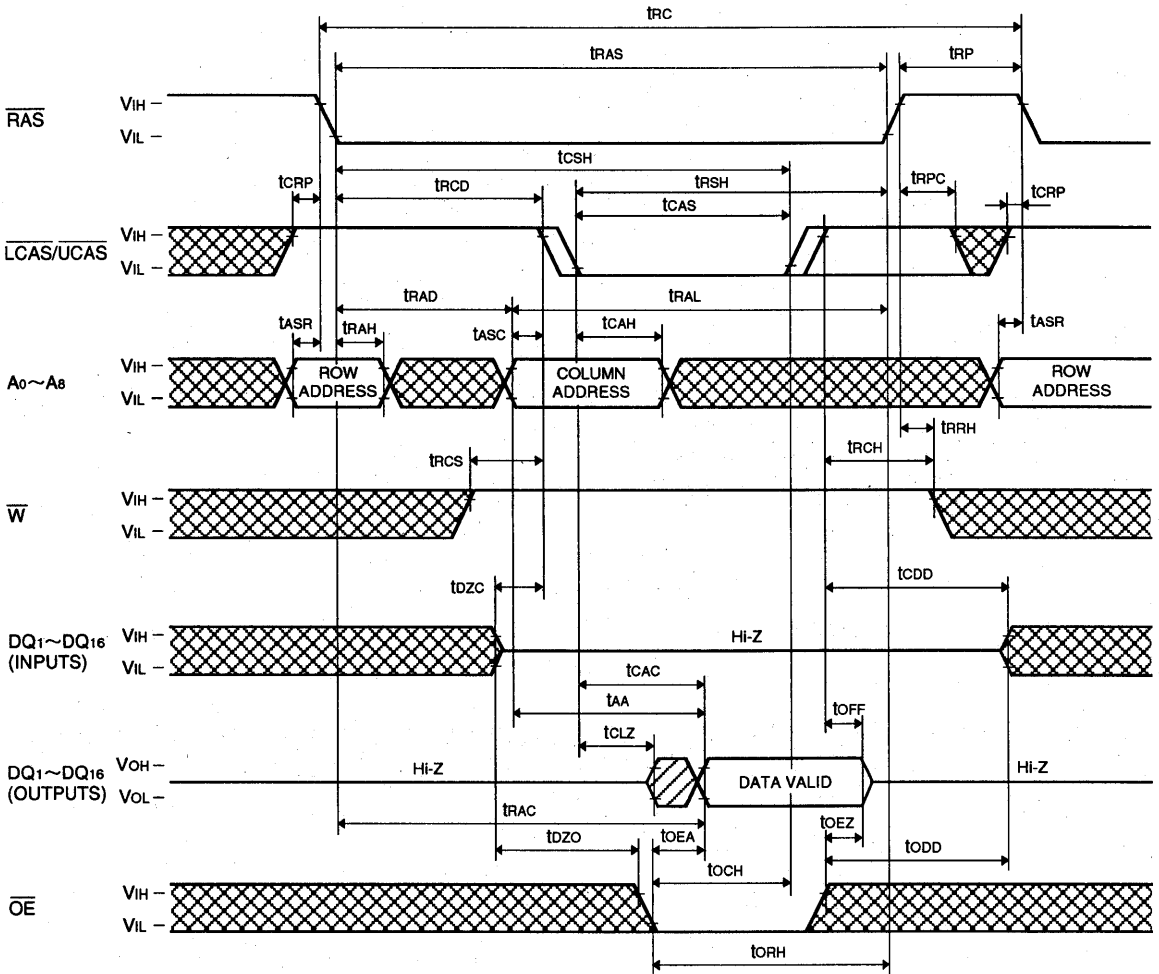 tRC
tRAS
tRP
RAS
VIH –
VIL –
tCSH
tCRP
tRCD
tRSH
tRPC
tCRP
tCAS
LCAS/UCAS
VIH –
VIL –
tRAD
tRAL
tASR
tRAH
tASC
tCAH
tASR
A0~A8
VIH –
VIL –
ROW
ADDRESS
COLUMN
ADDRESS
ROW
ADDRESS
tRRH
tRCS
tRCH
W
VIH –
VIL –
tDZC
tCDD
DQ1~DQ16
(INPUTS)
VIH –
VIL –
Hi-Z
tCAC
tAA
tOFF
tCLZ
DQ1~DQ16
(OUTPUTS)
VOH –
VOL –
Hi-Z
DATA VALID
Hi-Z
tRAC
tOEZ
tDZO
tOEA
tODD
tOCH
OE
VIH –
VIL –
tORH